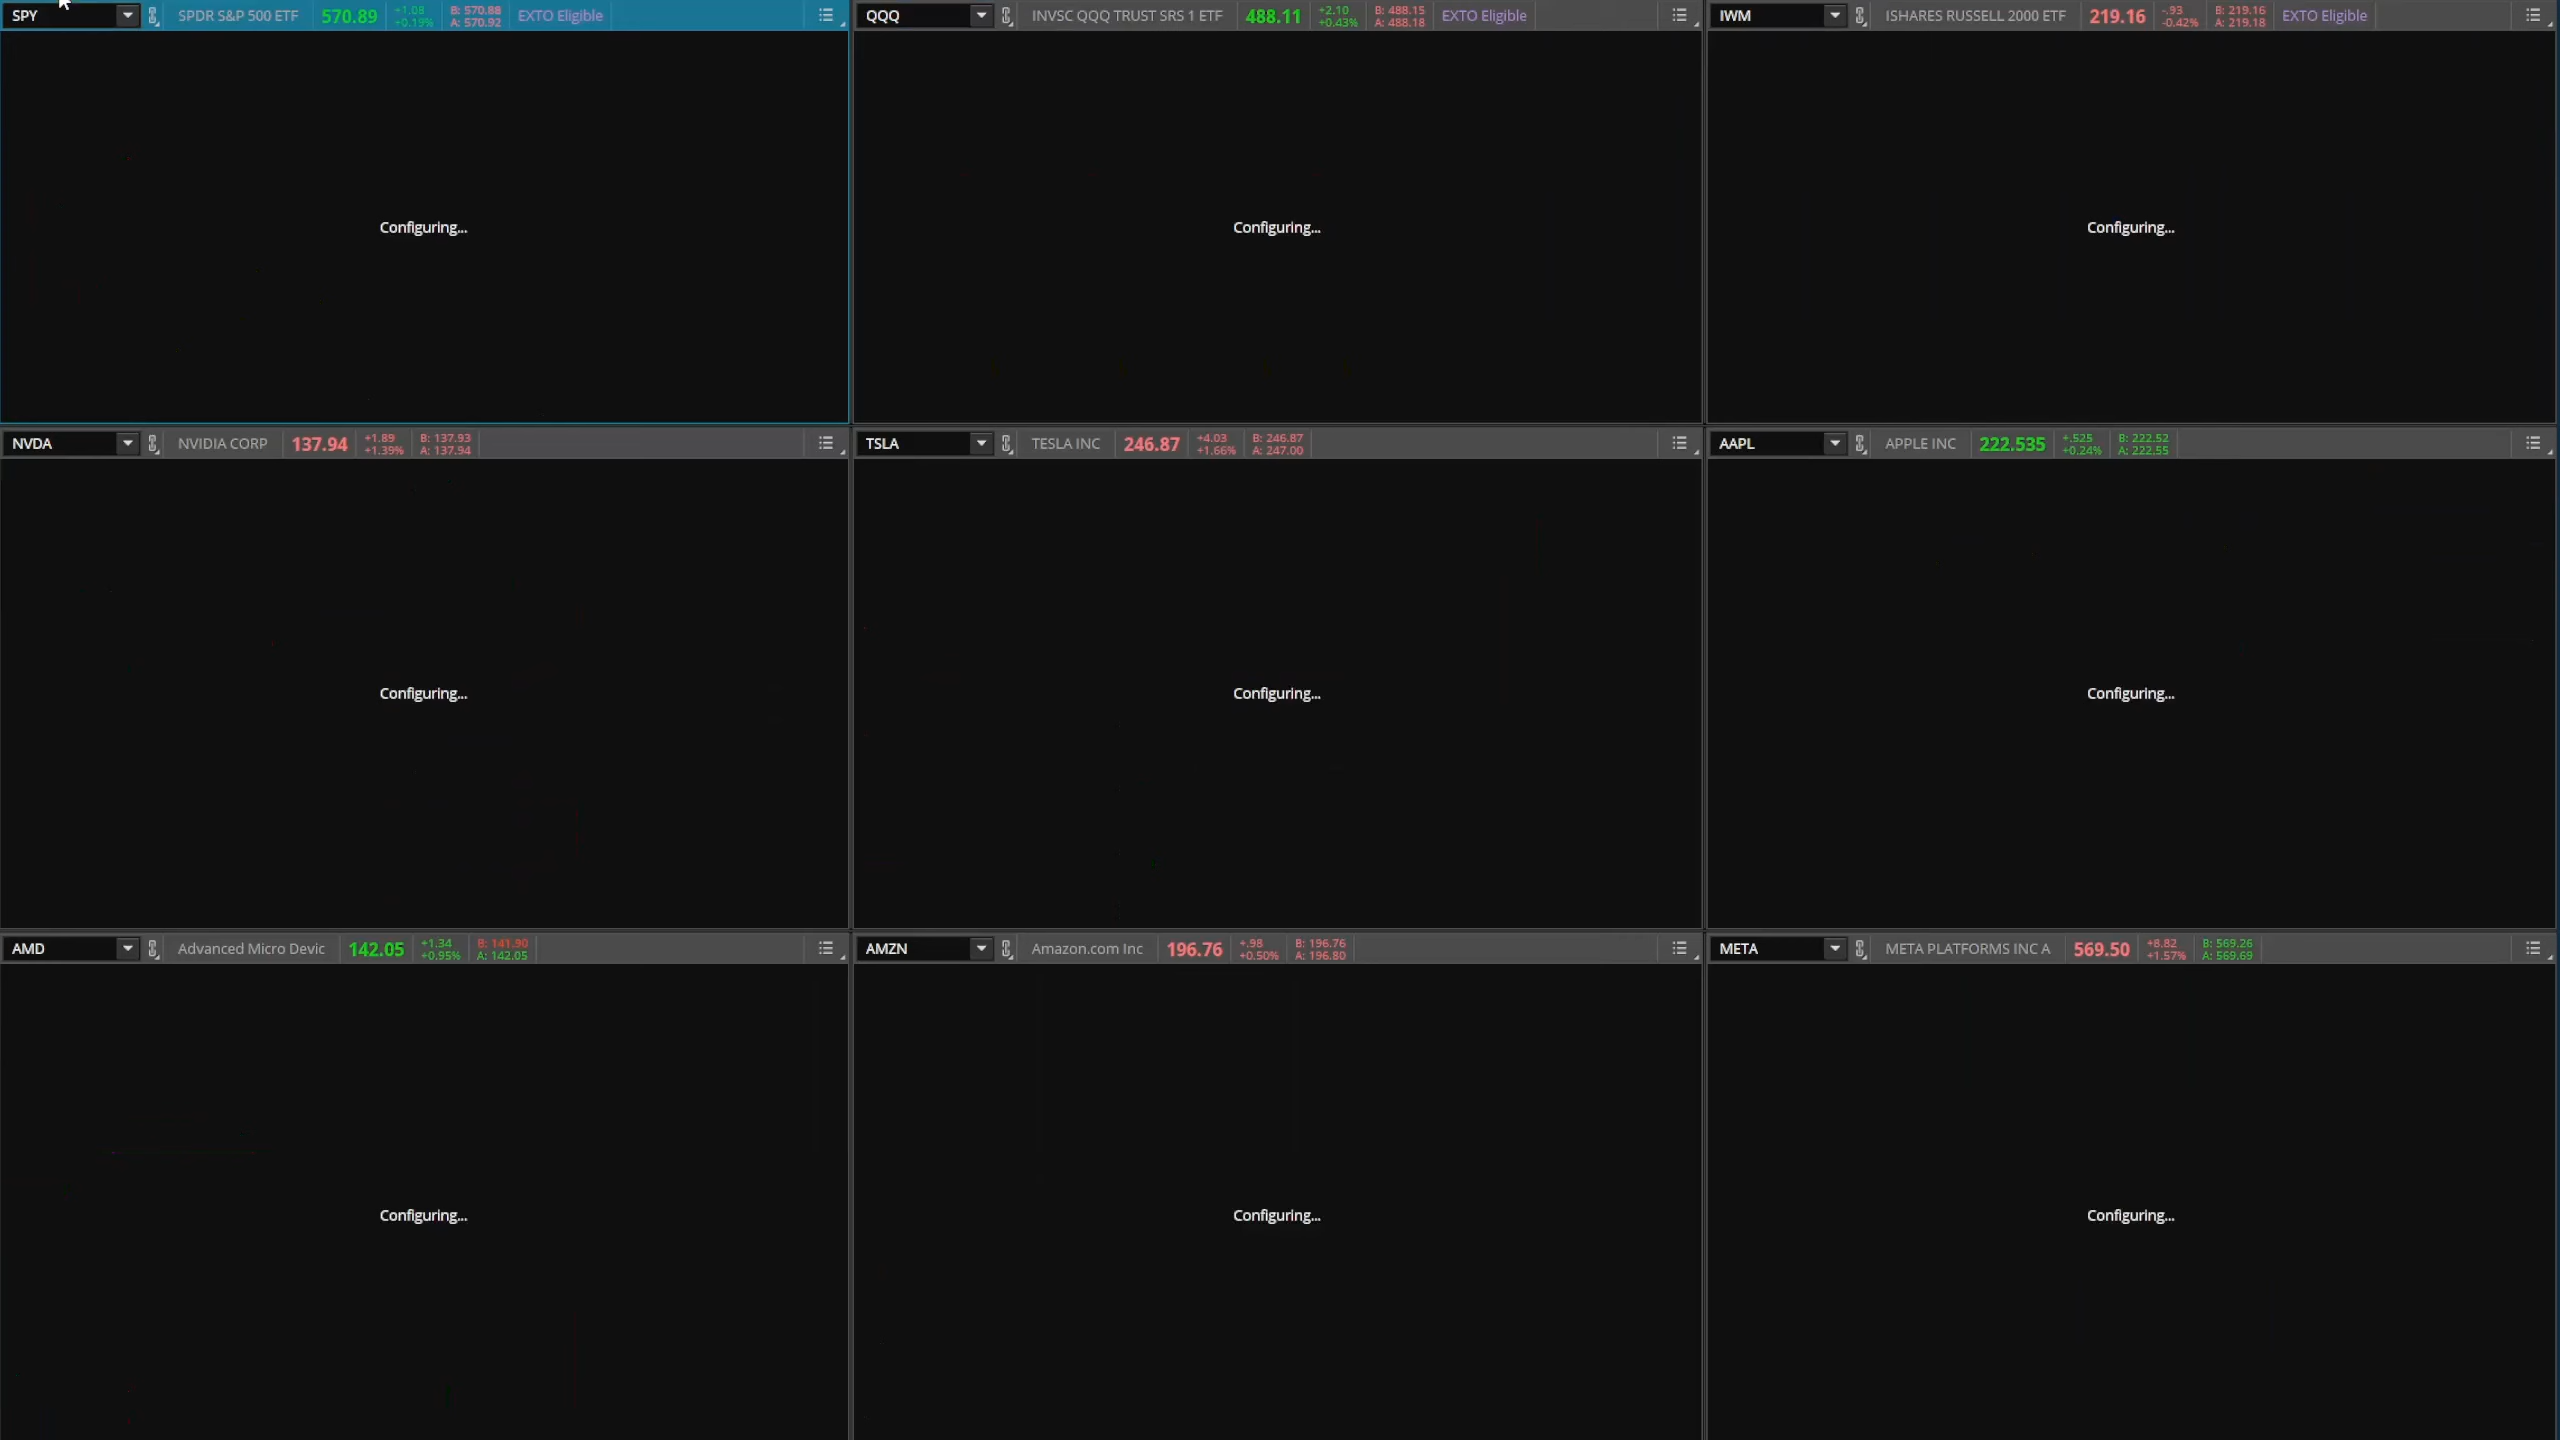 SPY SPDR S&P 500 ETF 570.89 +1.08 +0.19% B: 570.88 A: 570.92 EXTO Eligible
QQQ INVSC QQQ TRUST SRS 1 ETF 488.11 +2.10 +0.43% B: 488.15 A: 488.18 EXTO Eligible
IWM ISHARES RUSSELL 2000 ETF 219.16 -.93 -0.42% B: 219.16 A: 219.18 EXTO Eligible
Configuring...
Configuring...
Configuring...
NVDA NVIDIA CORP 137.94 +1.89 +1.39% B: 137.93 A: 137.94
TSLA TESLA INC 246.87 +4.03 +1.66% B: 246.87 A: 247.00
AAPL APPLE INC 222.535 +.525 +0.24% B: 222.52 A: 222.55
Configuring...
Configuring...
Configuring...
AMD Advanced Micro Devic 142.05 +1.34 +0.95% B: 141.90 A: 142.05
AMZN Amazon.com Inc 196.76 +.98 +0.50% B: 196.76 A: 196.80
META META PLATFORMS INC A 569.50 +8.82 +1.57% B: 569.26 A: 569.69
Configuring...
Configuring...
Configuring...